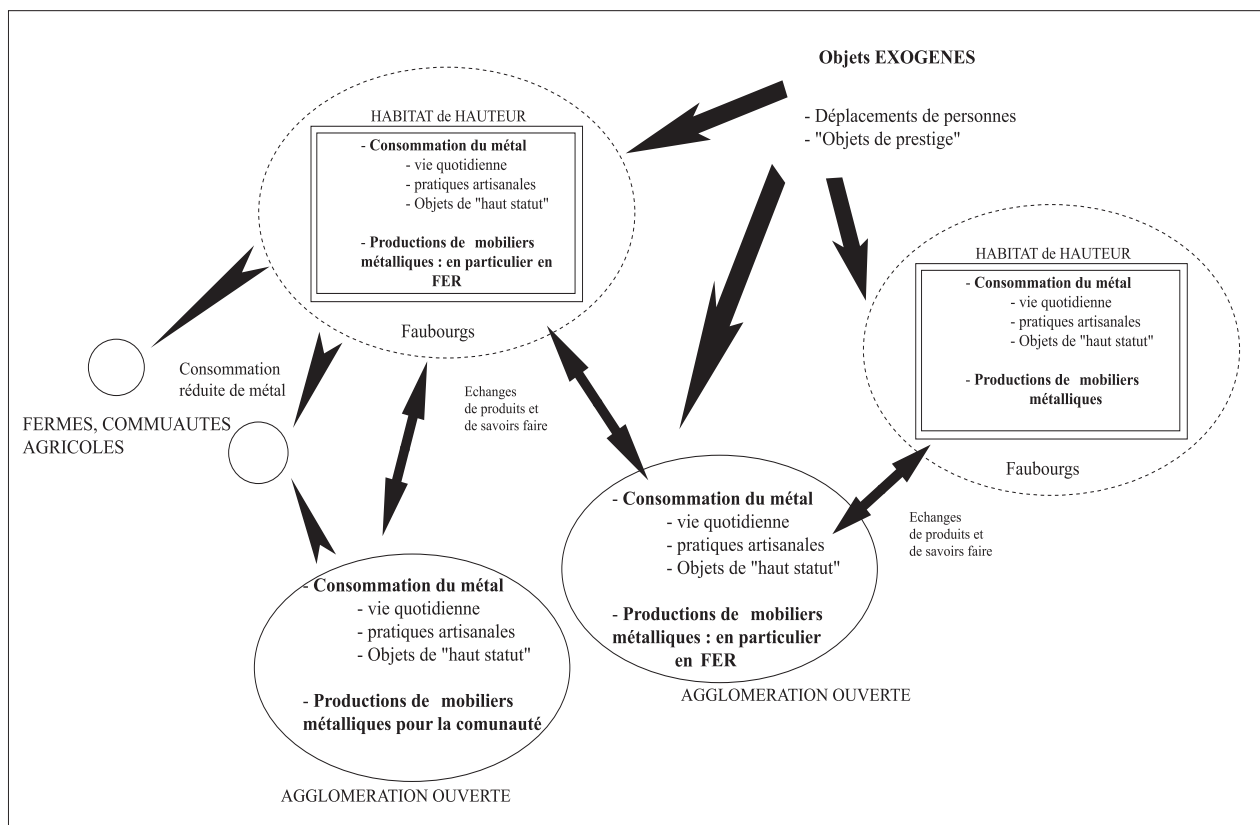 Objets EXOGENES
- Déplacements de personnes
- "Objets de prestige"
HABITAT de HAUTEUR
- Consommation du métal
- vie quotidienne
- pratiques artisanales
- Objets de "haut statut"
- Productions de mobiliers
métalliques : en particulier en
FER
Faubourgs
HABITAT de HAUTEUR
- Consommation du métal
- vie quotidienne
- pratiques artisanales
- Objets de "haut statut"
- Productions de mobiliers
métalliques
Faubourgs
Consommation
réduite de métal
FERMES, COMMUAUTES
AGRICOLES
Echanges
de produits et
de savoirs faire
- Consommation du métal
- vie quotidienne
- pratiques artisanales
- Objets de "haut statut"
- Productions de mobiliers
métalliques : en particulier
en FER
AGGLOMERATION OUVERTE
Echanges
de produits et
de savoirs faire
- Consommation du métal
- vie quotidienne
- pratiques artisanales
- Objets de "haut statut"
- Productions de mobiliers
métalliques pour la comunauté
AGGLOMERATION OUVERTE